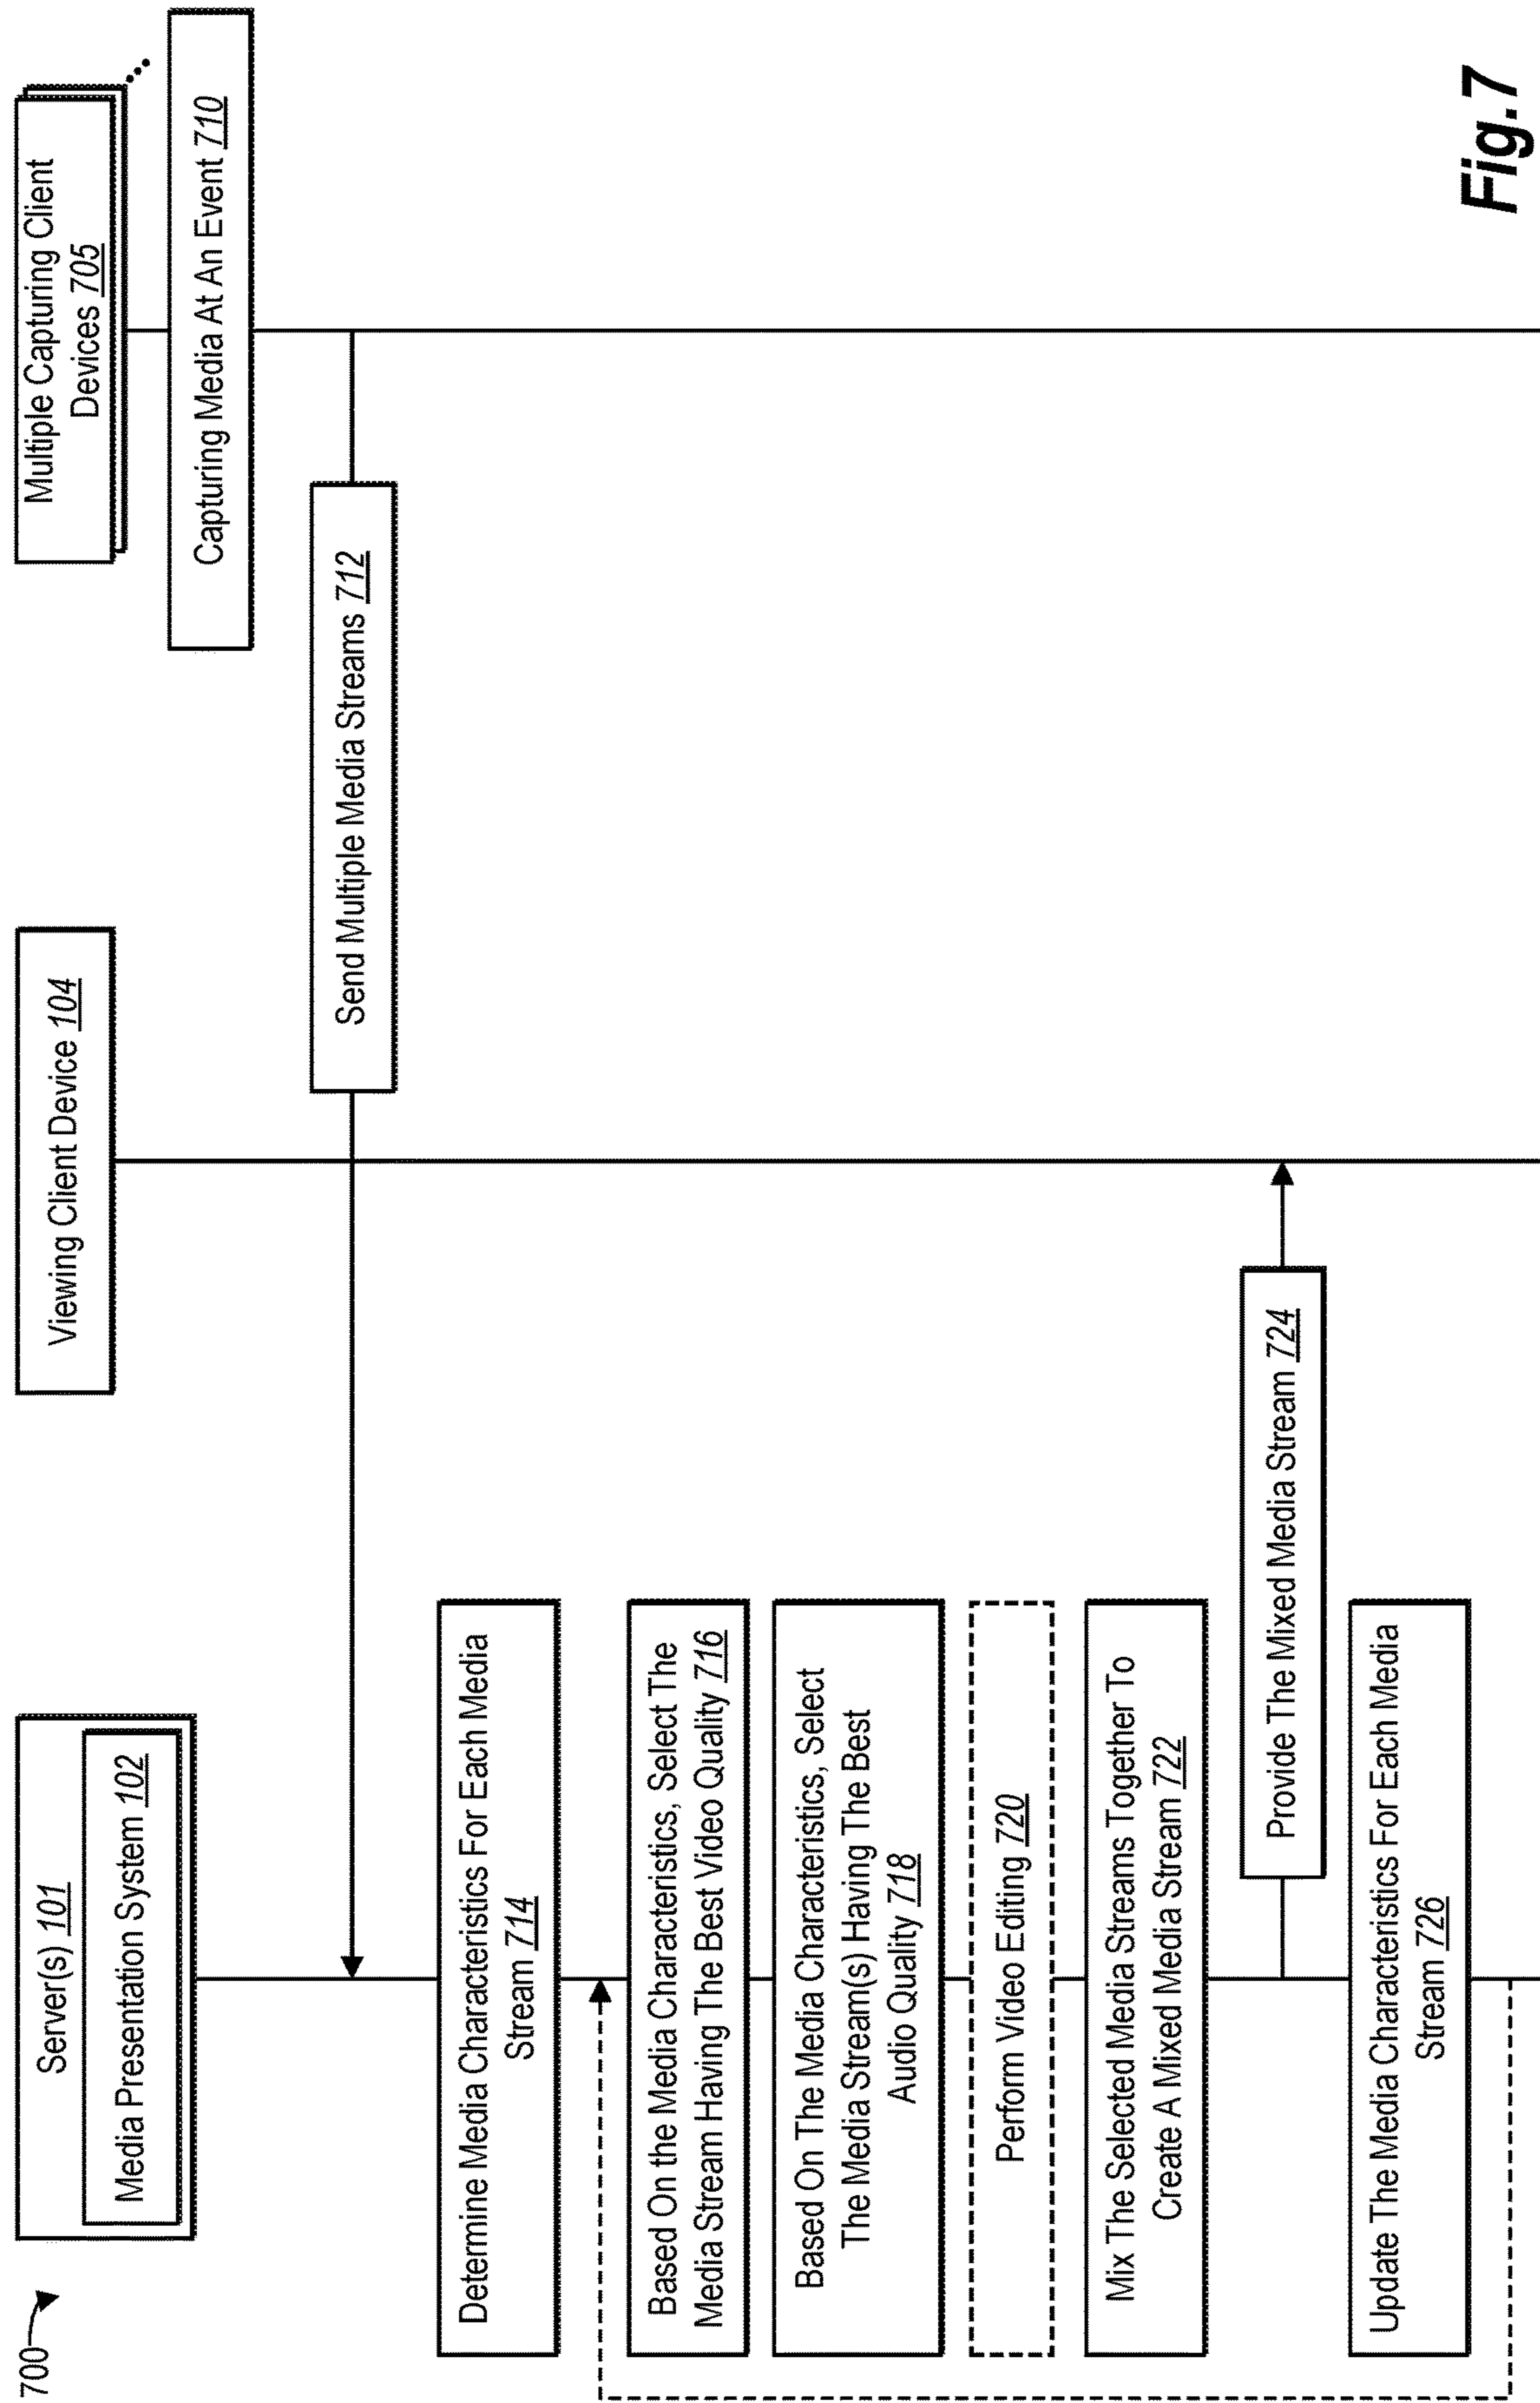 700
Server(s) 101
Media Presentation System 102
Viewing Client Device 104
Multiple Capturing Client
Devices 705
Capturing Media At An Event 710
Send Multiple Media Streams 712
Determine Media Characteristics For Each Media
Stream 714
Based On the Media Characteristics, Select The
Media Stream Having The Best Video Quality 716
Based On The Media Characteristics, Select
The Media Stream(s) Having The Best
Audio Quality 718
Perform Video Editing 720
Mix The Selected Media Streams Together To
Create A Mixed Media Stream 722
Provide The Mixed Media Stream 724
Update The Media Characteristics For Each Media
Stream 726
Fig.7